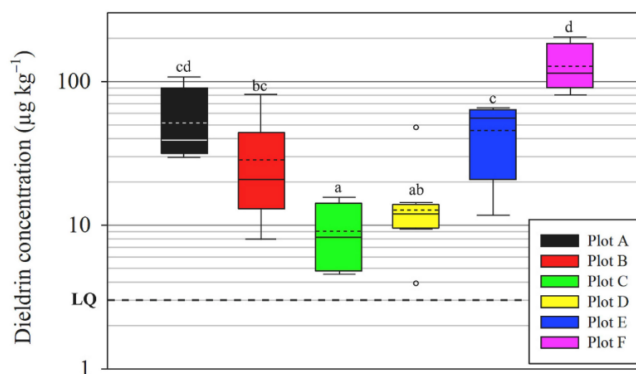 Dieldrin concentration (µg kg⁻¹)
100
10
LQ
1
cd
bc
a
ab
c
d
Plot A
Plot B
Plot C
Plot D
Plot E
Plot F